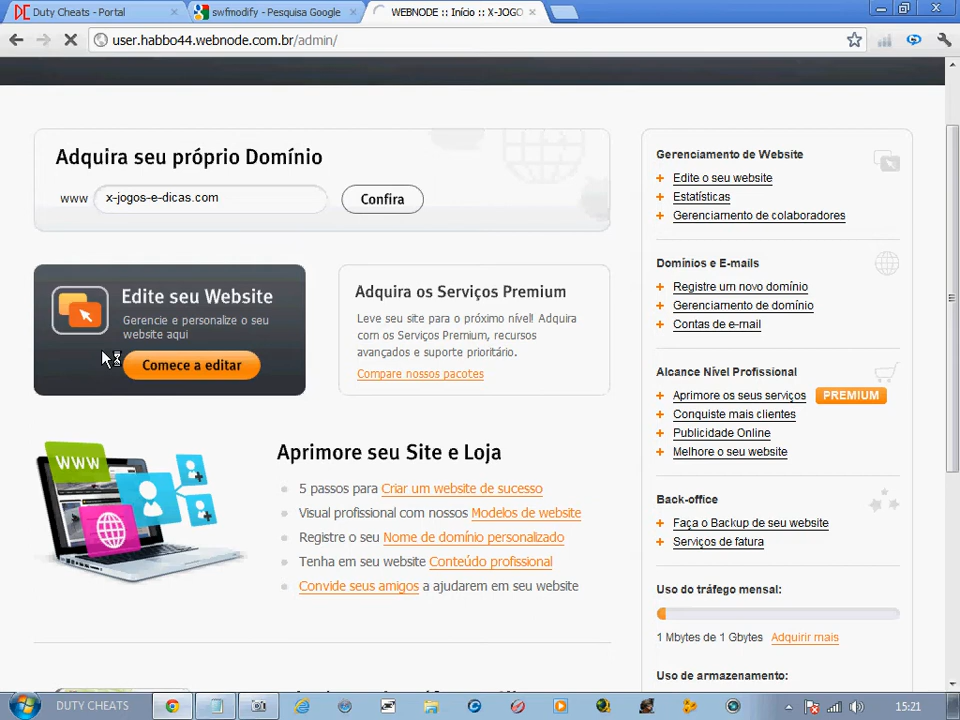 Duty Cheats - Portal
swfmodify - Pesquisa Google
WEBNODE :: Início :: X-JOGO
user.habbo44.webnode.com.br/admin/
Adquira seu próprio Domínio
www x-jogos-e-dicas.com Confira
Edite seu Website
Gerencie e personalize o seu
website aqui
Comece a editar
Adquira os Serviços Premium
Leve seu site para o próximo nível! Adquira
com os Serviços Premium, recursos
avançados e suporte prioritário.
Compare nossos pacotes
WWW
Aprimore seu Site e Loja
5 passos para Criar um website de sucesso
Visual profissional com nossos Modelos de website
Registre o seu Nome de domínio personalizado
Tenha em seu website Conteúdo profissional
Convide seus amigos a ajudarem em seu website
Gerenciamento de Website
+ Edite o seu website
+ Estatísticas
+ Gerenciamento de colaboradores
Domínios e E-mails
+ Registre um novo domínio
+ Gerenciamento de domínio
+ Contas de e-mail
Alcance Nível Profissional
+ Aprimore os seus serviços PREMIUM
+ Conquiste mais clientes
+ Publicidade Online
+ Melhore o seu website
Back-office
+ Faça o Backup de seu website
+ Serviços de fatura
Uso do tráfego mensal:
1 Mbytes de 1 Gbytes Adquirir mais
Uso de armazenamento:
DUTY CHEATS
15:21